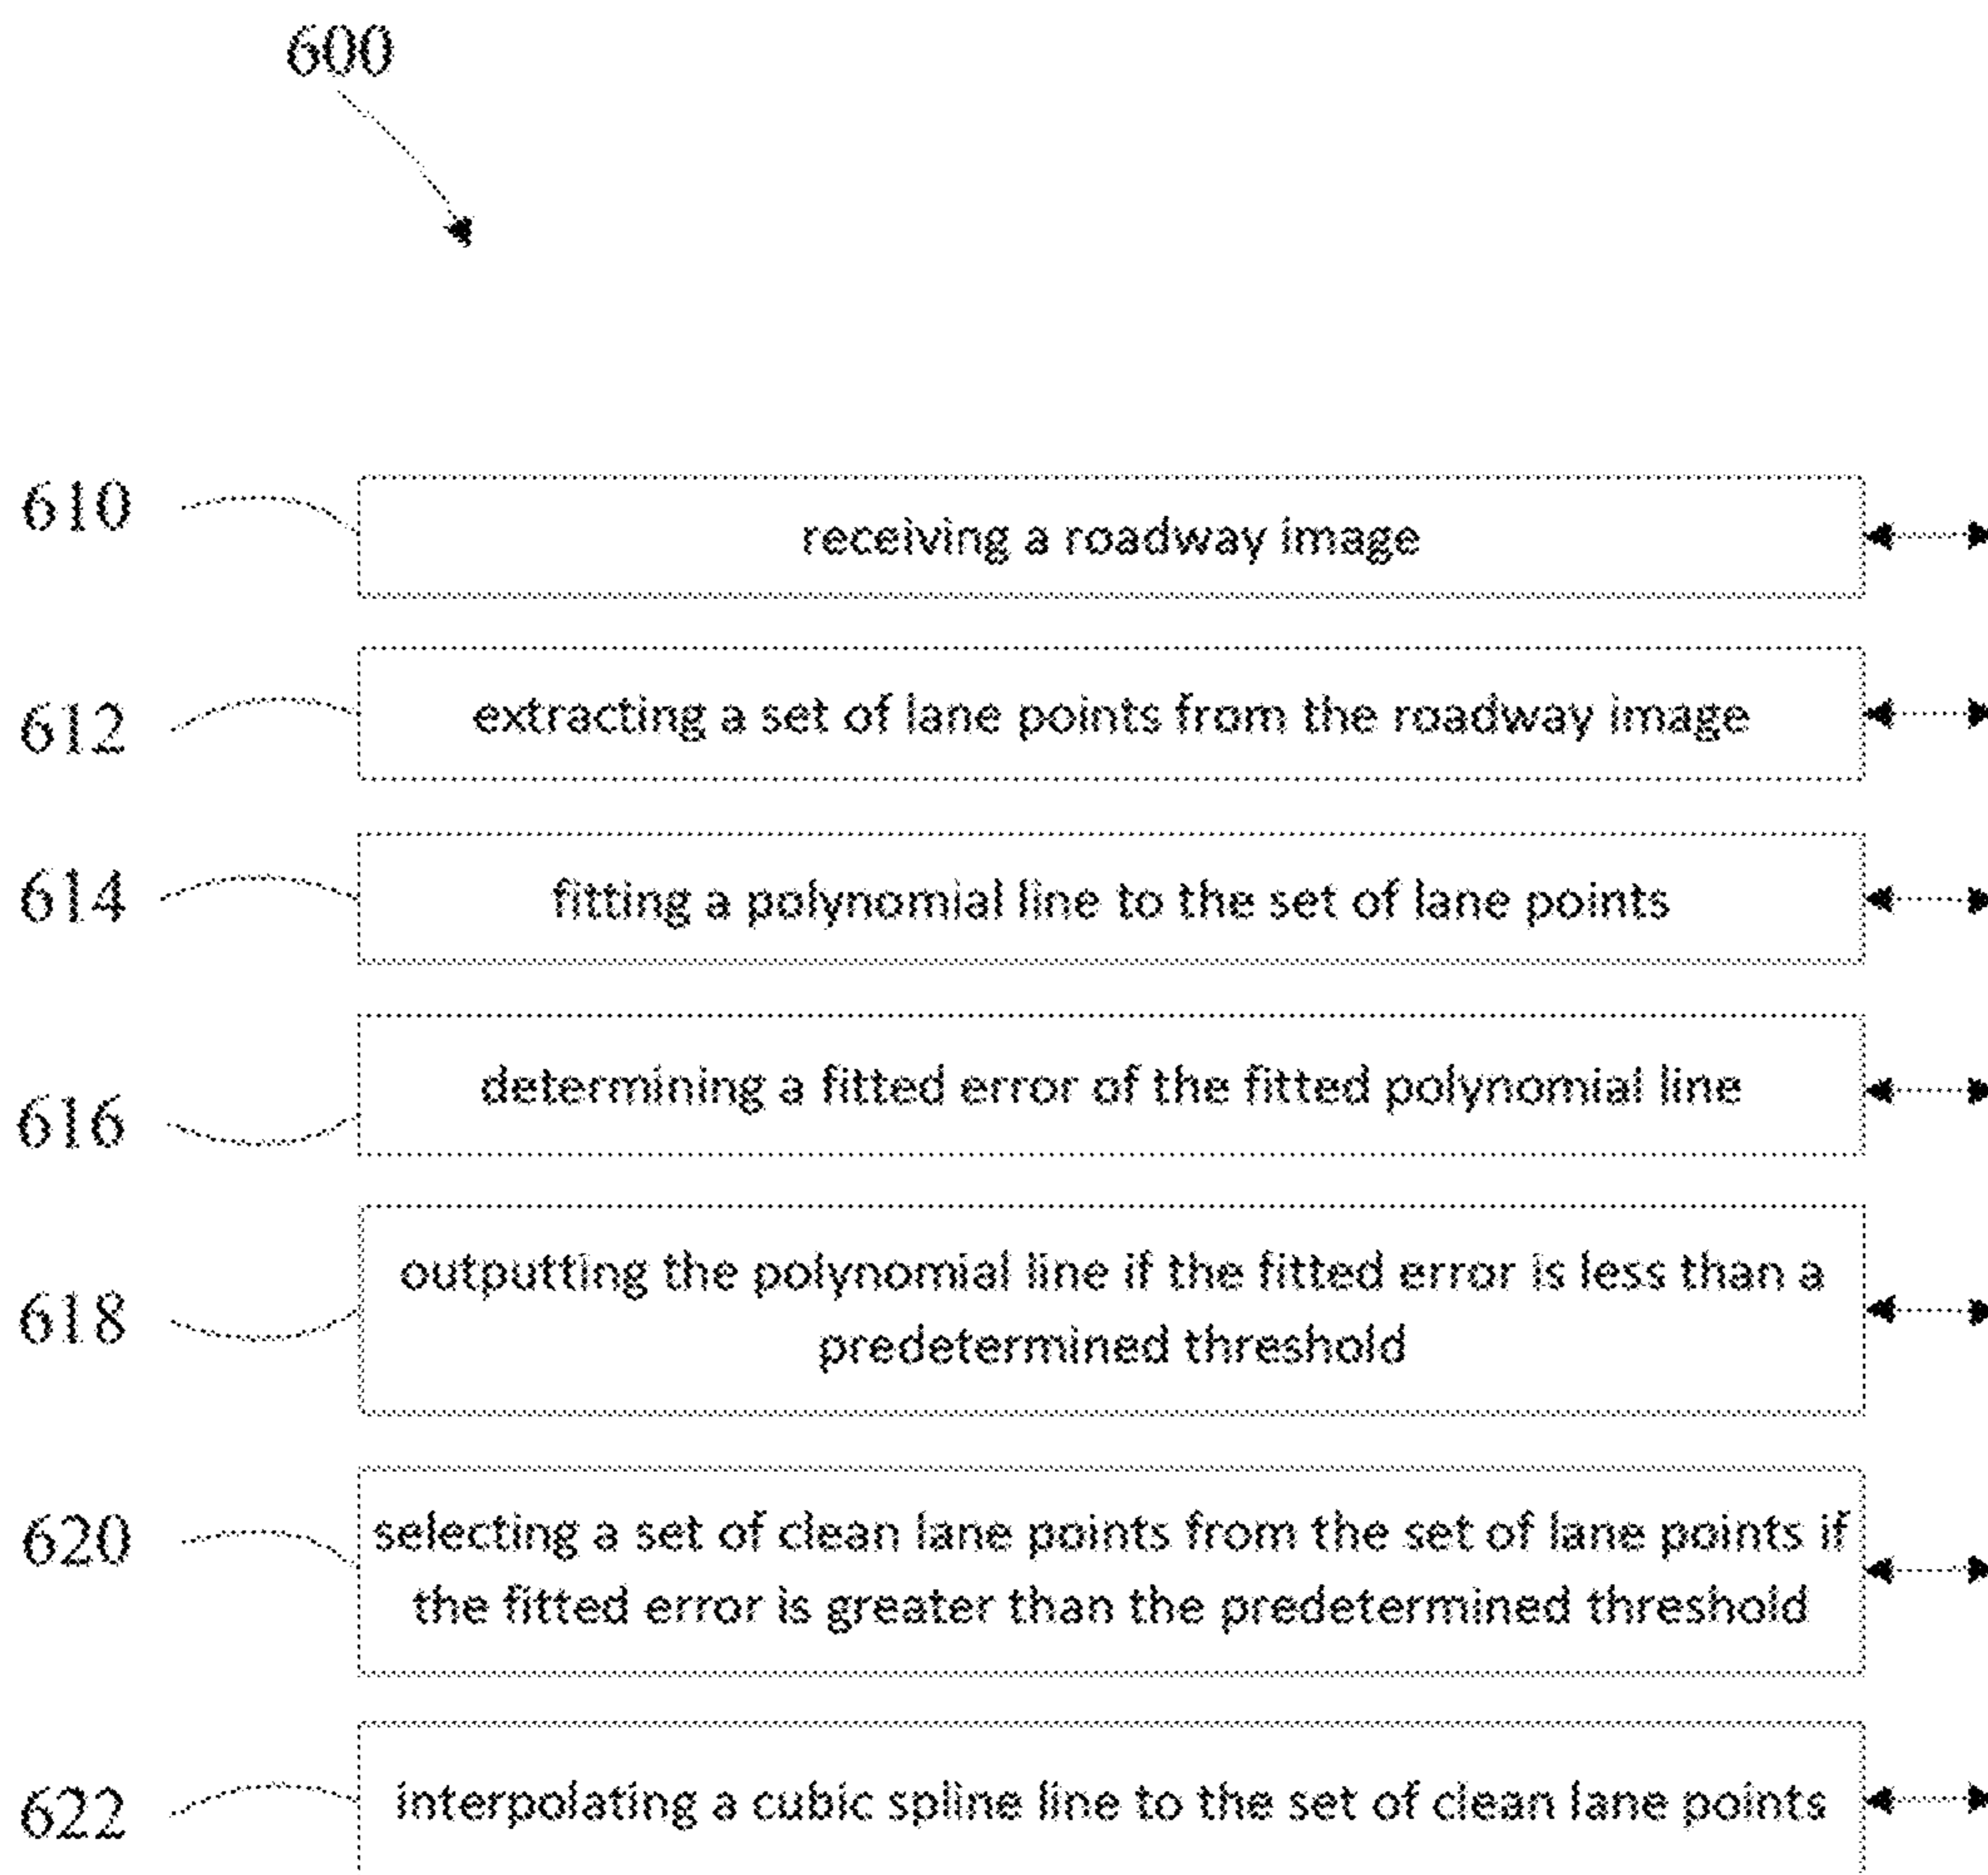 600
610
receiving a roadway image
612
extracting a set of lane points from the roadway image
614
fitting a polynomial line to the set of lane points
616
determining a fitted error of the fitted polynomial line
618
outputting the polynomial line if the fitted error is less than a
predetermined threshold
620
selecting a set of clean lane points from the set of lane points if
the fitted error is greater than the predetermined threshold
622
interpolating a cubic spline line to the set of clean lane points